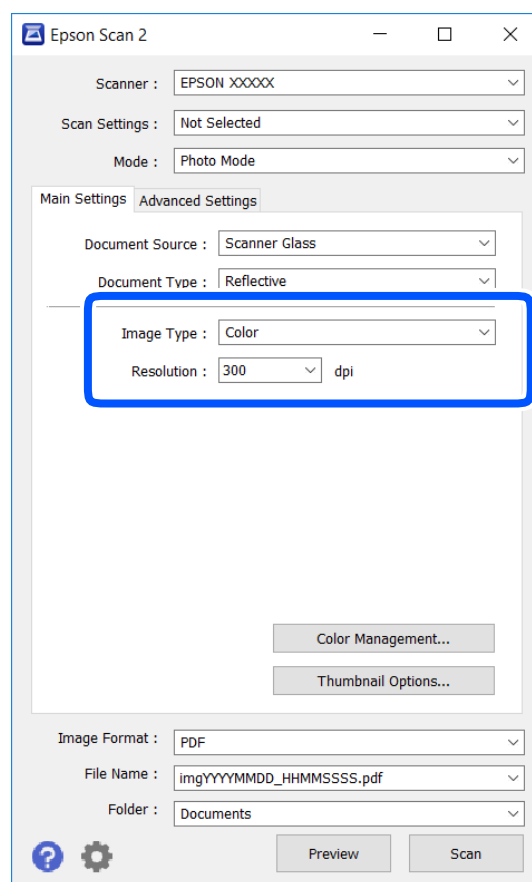 Epson Scan 2
Scanner : EPSON XXXXX
Scan Settings : Not Selected
Mode : Photo Mode
Main Settings Advanced Settings
Document Source : Scanner Glass
Document Type : Reflective
Image Type : Color
Resolution : 300 dpi
Color Management...
Thumbnail Options...
Image Format : PDF
File Name : imgYYYYMMDD_HHMMSSSS.pdf
Folder : Documents
? Preview Scan